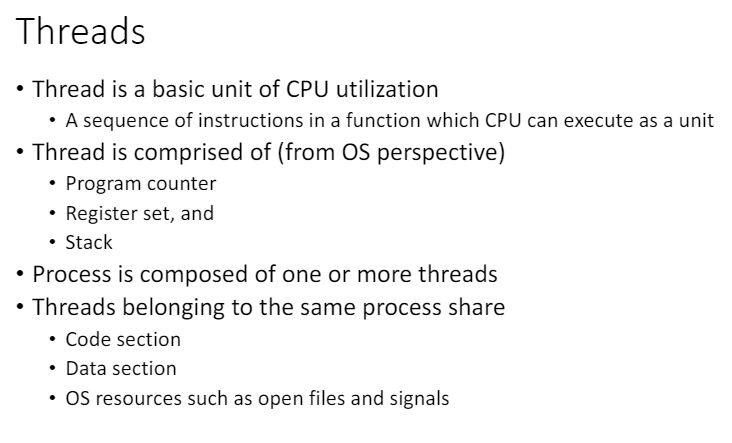 Threads
• Thread is a basic unit of CPU utilization
• A sequence of instructions in a function which CPU can execute as a unit
• Thread is comprised of (from OS perspective)
• Program counter
• Register set, and
• Stack
• Process is composed of one or more threads
• Threads belonging to the same process share
• Code section
• Data section
• OS resources such as open files and signals